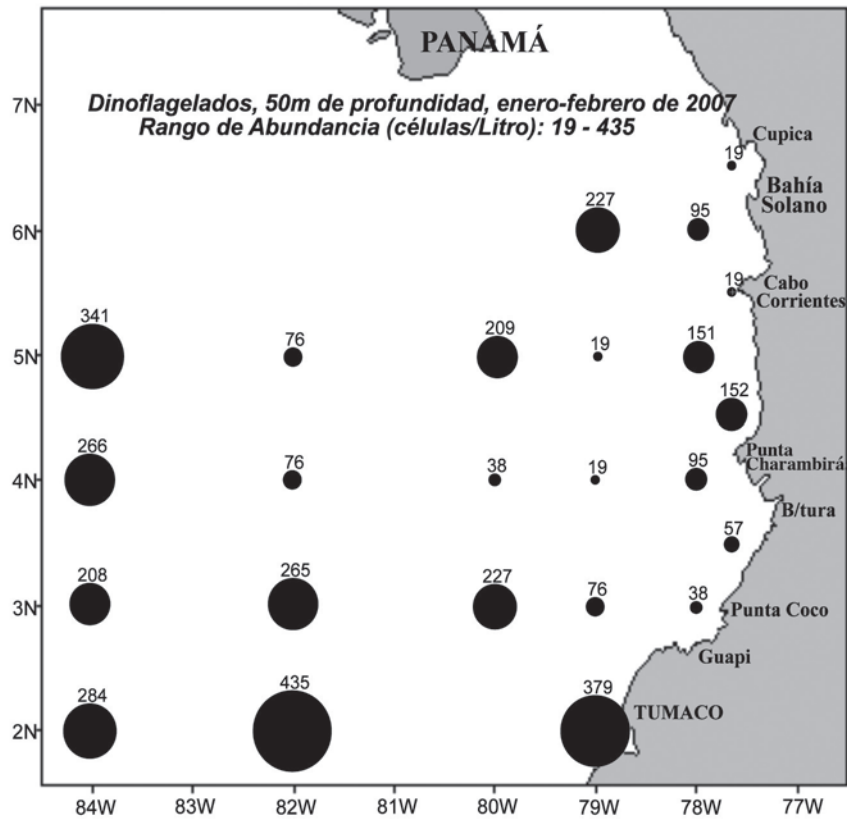 PANAMÁ
7N
Dinoflagelados, 50m de profundidad, enero-febrero de 2007
Rango de Abundancia (células/Litro): 19 - 435
Cupica
19
Bahía
Solano
227
95
6N
19
Cabo
Corrientes
341
76
209
19
151
5N
152
266
76
38
19
95
Punta
Charambirá
4N
B/tura
57
208
265
227
76
38
3N
Punta Coco
Guapi
284
435
379
TUMACO
2N
84W
83W
82W
81W
80W
79W
78W
77W